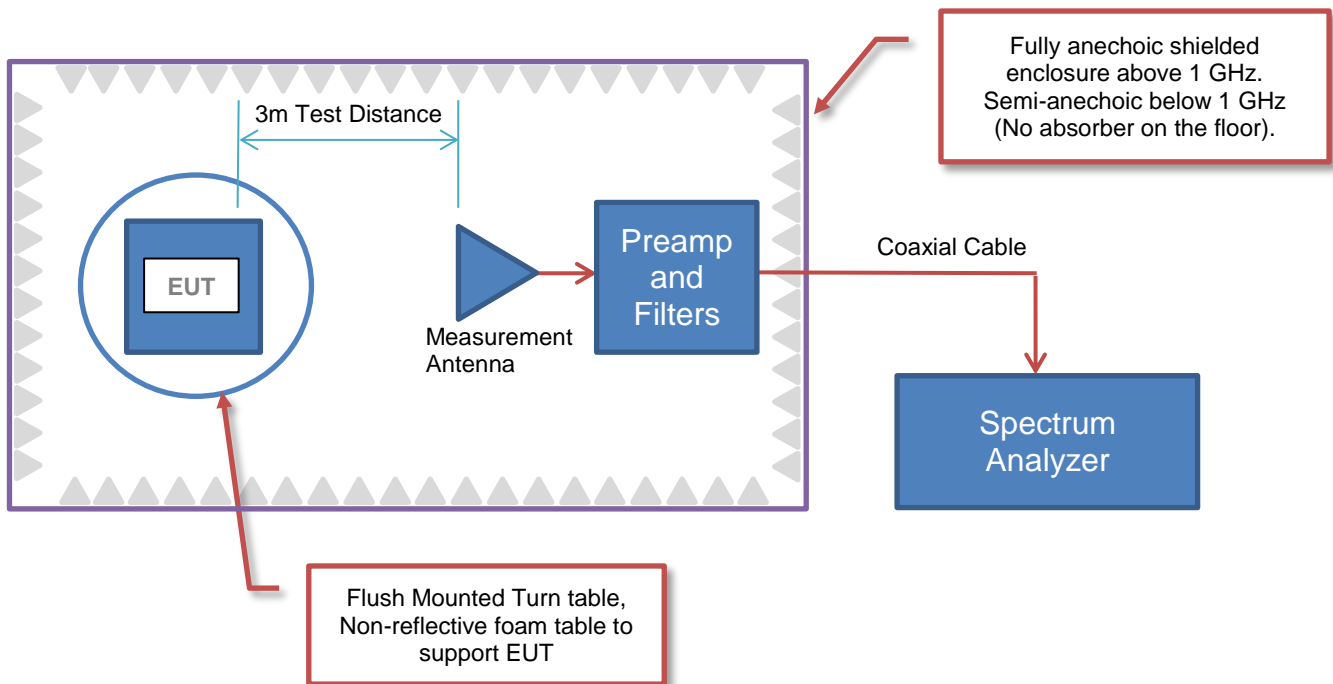 Fully anechoic shielded
enclosure above 1 GHz.
Semi-anechoic below 1 GHz
(No absorber on the floor).
3m Test Distance
EUT
Measurement
Antenna
Preamp
and
Filters
Coaxial Cable
Spectrum
Analyzer
Flush Mounted Turn table,
Non-reflective foam table to
support EUT